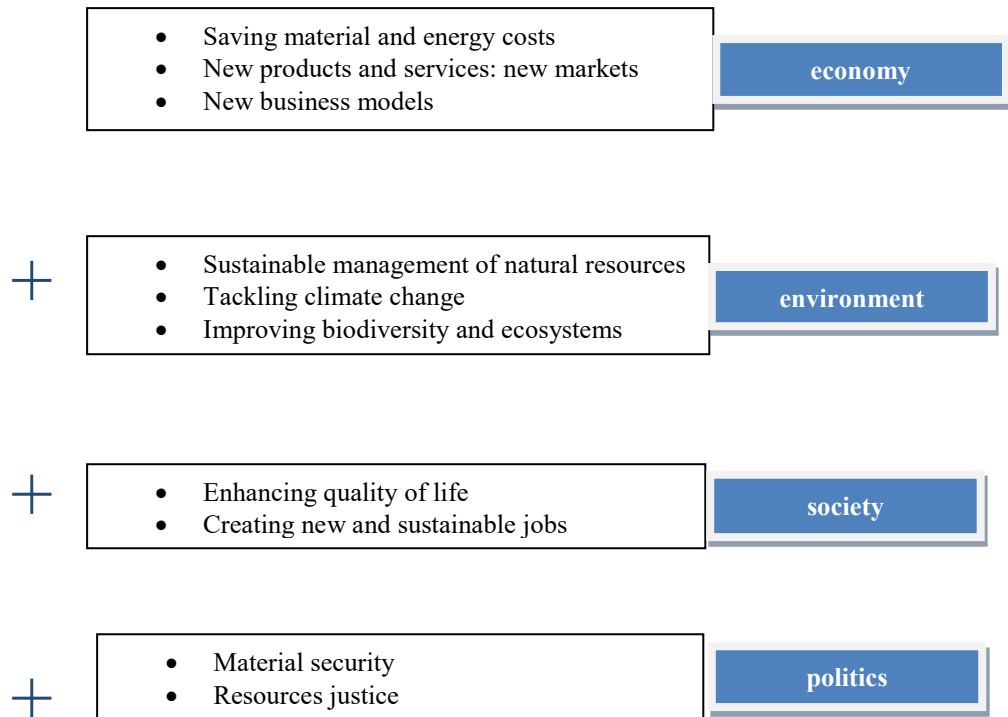 • Saving material and energy costs
• New products and services: new markets
• New business models
economy
+
• Sustainable management of natural resources
• Tackling climate change
• Improving biodiversity and ecosystems
environment
+
• Enhancing quality of life
• Creating new and sustainable jobs
society
+
• Material security
• Resources justice
politics